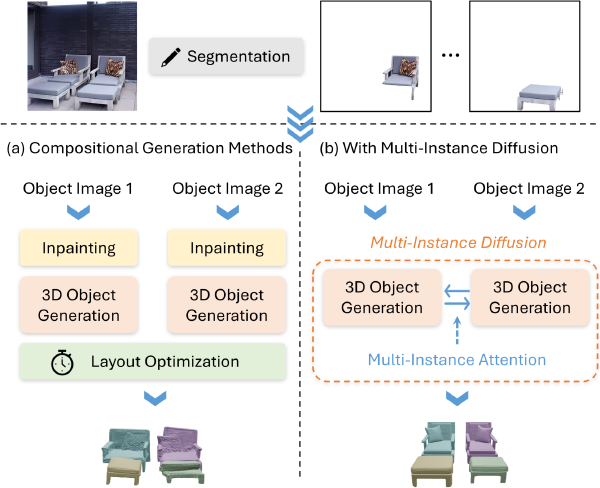 Segmentation
...
(a) Compositional Generation Methods
(b) With Multi-Instance Diffusion
Object Image 1
Object Image 2
Object Image 1
Object Image 2
Inpainting
Inpainting
Multi-Instance Diffusion
3D Object
Generation
3D Object
Generation
3D Object
Generation
3D Object
Generation
Layout Optimization
Multi-Instance Attention